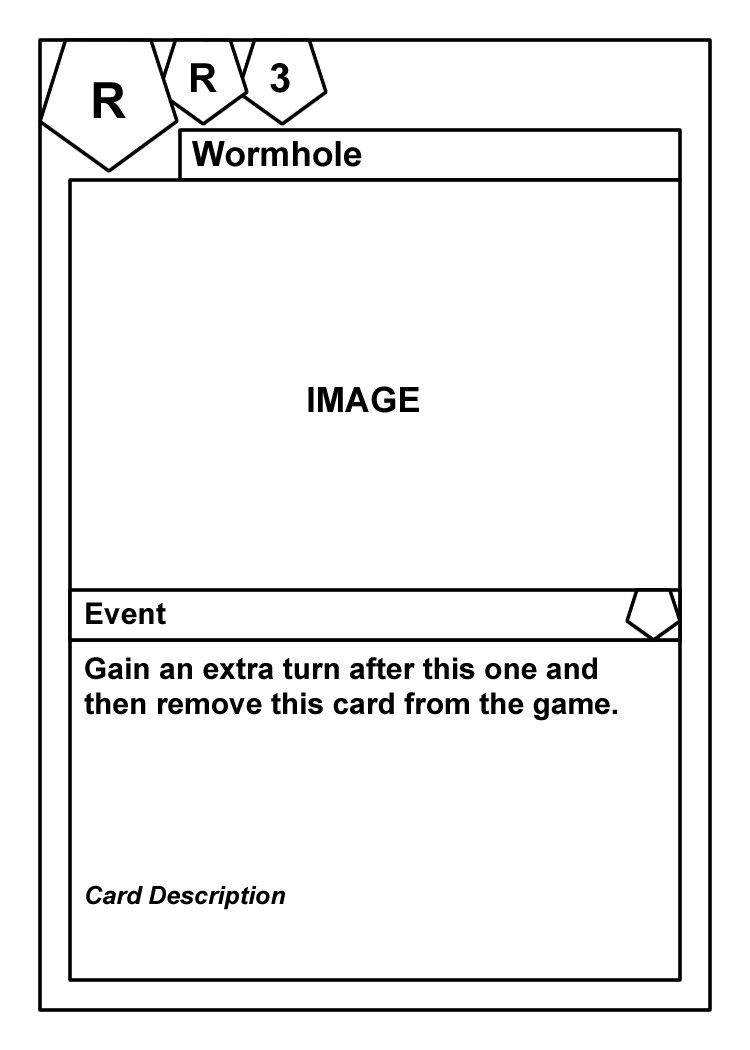 R R 3
Wormhole
IMAGE
Event
Gain an extra turn after this one and
then remove this card from the game.
Card Description